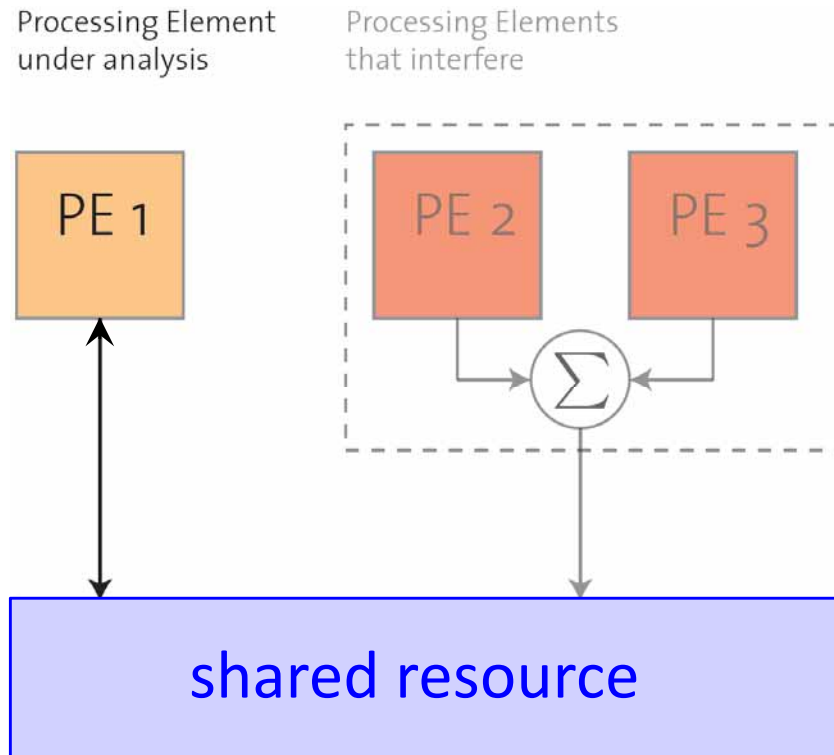 Processing Element
under analysis
Processing Elements
that interfere
PE 1
PE 2
PE 3
Σ
shared resource